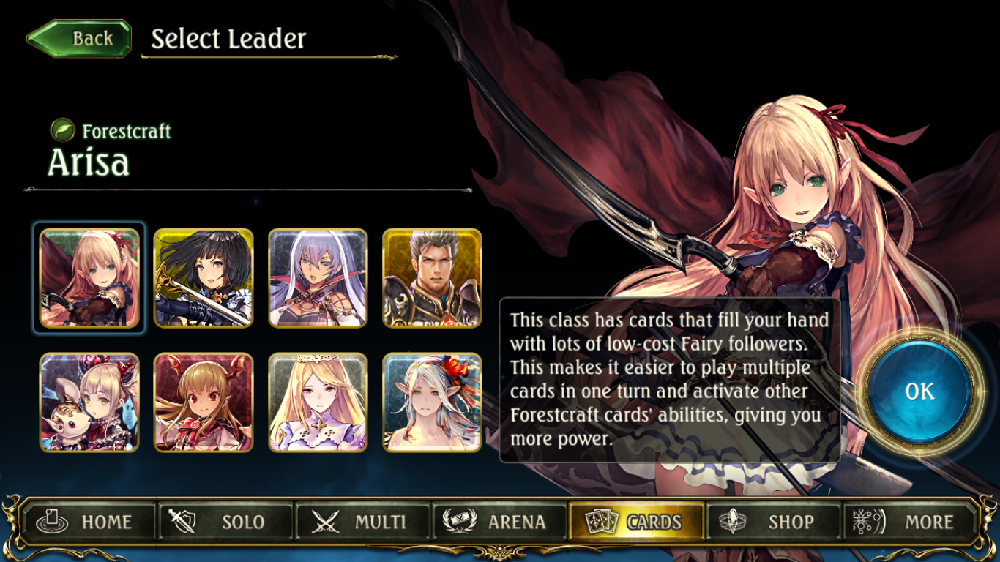 Back
Select Leader
Forestcraft
Arisa
This class has cards that fill your hand
with lots of low-cost Fairy followers.
This makes it easier to play multiple
cards in one turn and activate other
Forestcraft cards' abilities, giving you
more power.
OK
HOME
SOLO
MULTI
ARENA
CARDS
SHOP
MORE